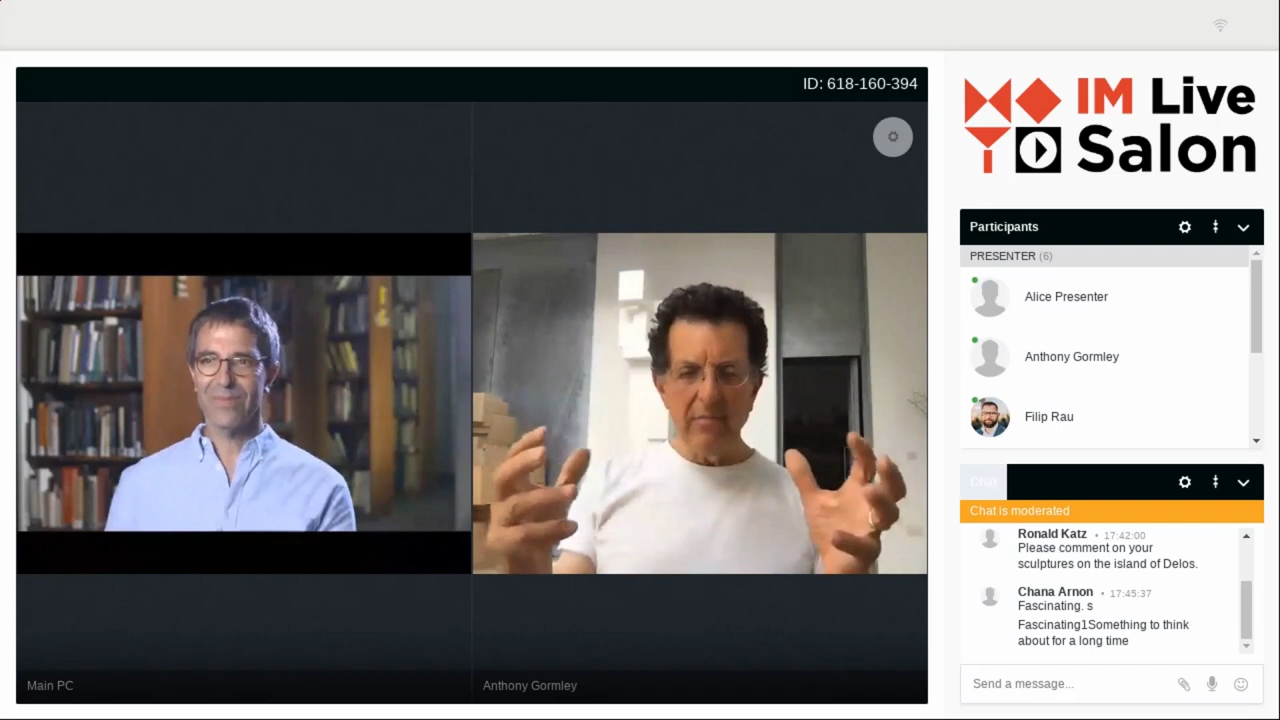 ID: 618-160-394
Main PC
Anthony Gormley
IM Live
Salon
Participants
PRESENTER (6)
Alice Presenter
Anthony Gormley
Filip Rau
Chat
Chat is moderated
Ronald Katz • 17:42:00
Please comment on your
sculptures on the island of Delos.
Chana Arnon • 17:45:37
Fascinating. s
Fascinating1Something to think
about for a long time
Send a message...